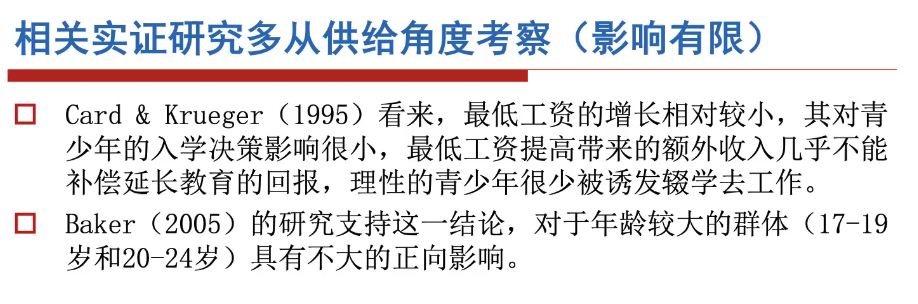 相关实证研究多从供给角度考察（影响有限）
Card & Krueger（1995）看来，最低工资的增长相对较小，其对青
少年的入学决策影响很小，最低工资提高带来的额外收入几乎不能
补偿延长教育的回报，理性的青少年很少被诱发辍学去工作。
Baker（2005）的研究支持这一结论，对于年龄较大的群体（17-19
岁和20-24岁）具有不大的正向影响。